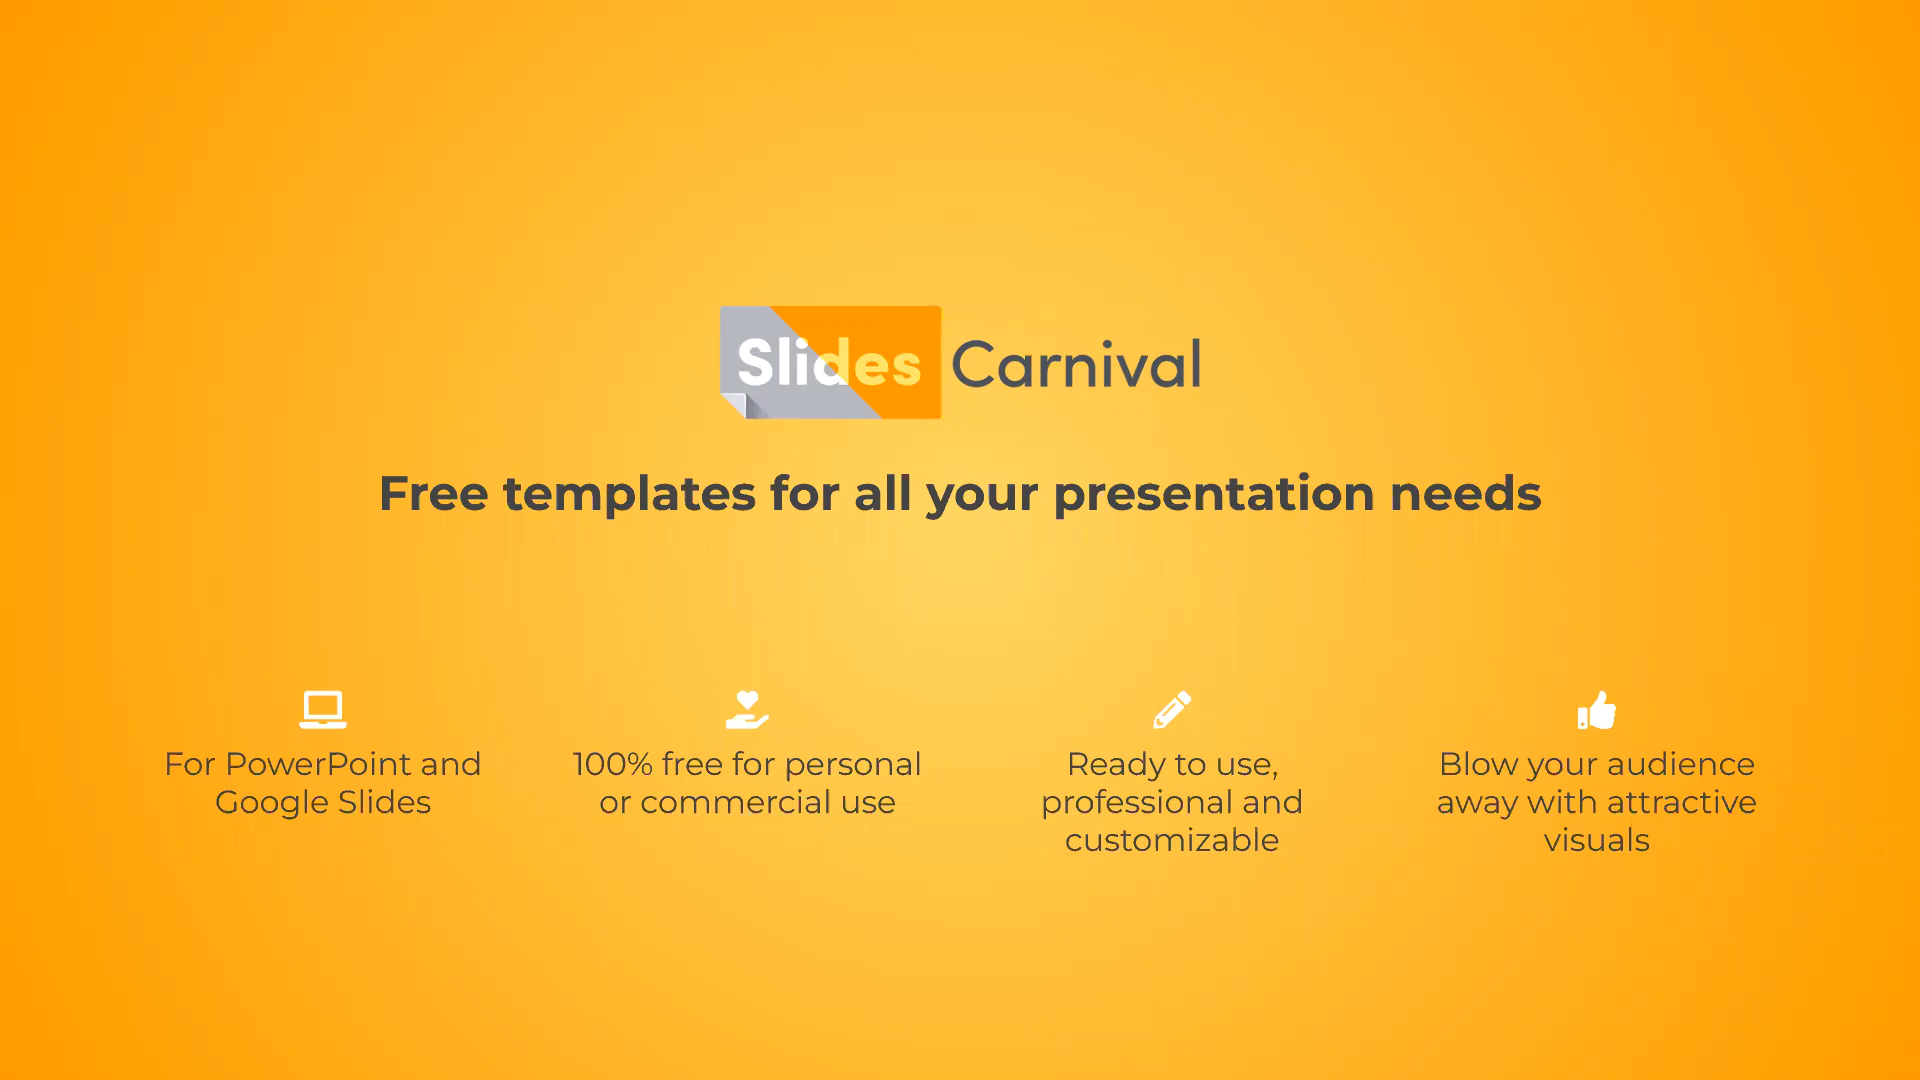 Slides Carnival
Free templates for all your presentation needs
For PowerPoint and
Google Slides
100% free for personal
or commercial use
Ready to use,
professional and
customizable
Blow your audience
away with attractive
visuals